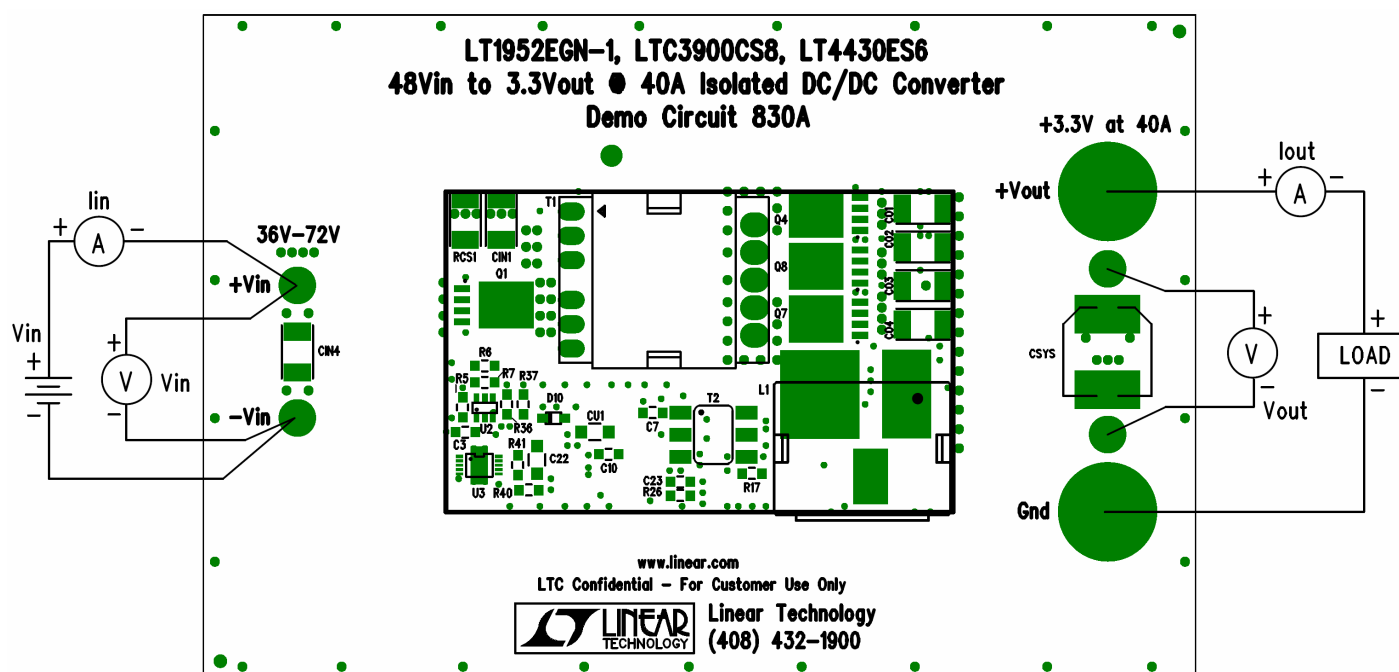 LT1952EGN-1, LTC3900CS8, LT4430ES6
48Vin to 3.3Vout @ 40A Isolated DC/DC Converter
Demo Circuit 830A
+3.3V at 40A
Iout
+ A -
+Vout
Iin
+ A -
36V-72V
+Vin
Vin
+
-
+
V
-
Vin
CIN4
-Vin
RCS1
CIN1
T1
Q1
Q4
Q8
Q7
CO1
CO2
CO3
CO4
CSYS
+
V
-
Vout
+
LOAD
-
R6
R5
R7
R37
U2
R36
D10
CU1
C7
T2
L1
C3
R41
C22
C10
U3
R40
C23
R26
R17
Gnd
www.linear.com
LTC Confidential - For Customer Use Only
LINEAR
TECHNOLOGY
Linear Technology
(408) 432-1900